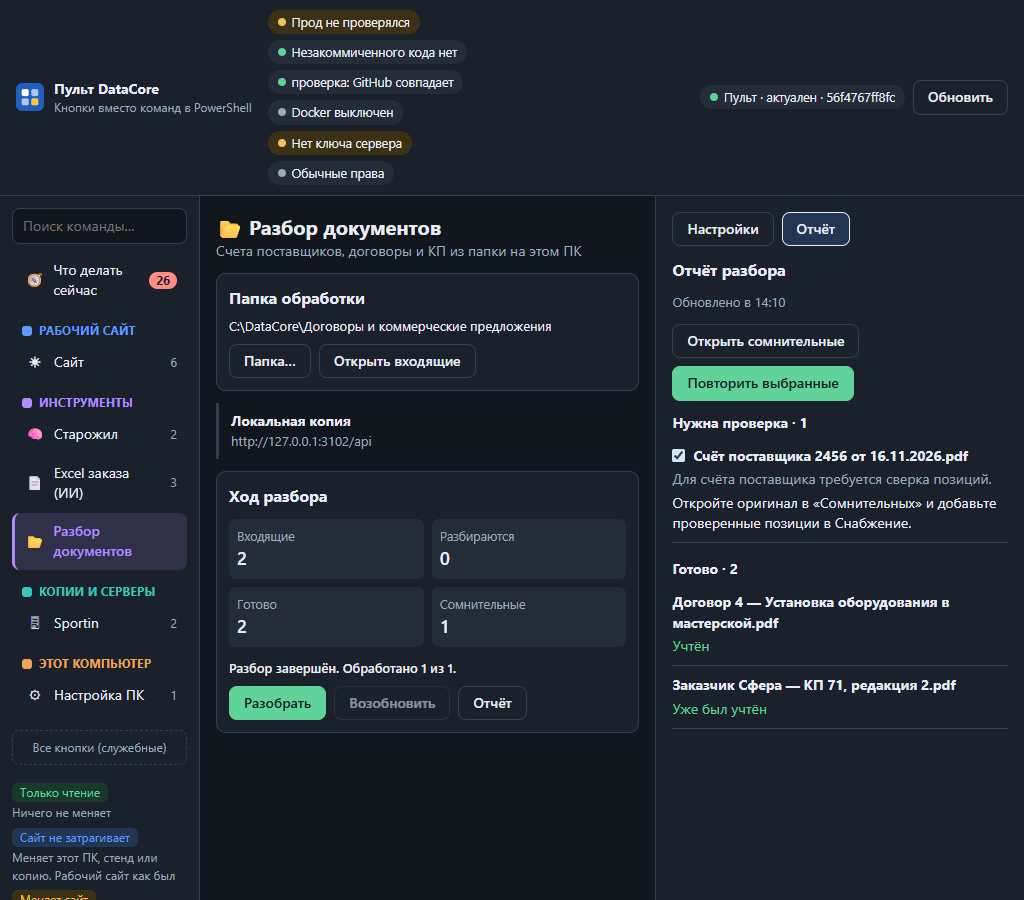 Пульт DataCore
Кнопки вместо команд в PowerShell
Прод не проверялся
Незакоммиченного кода нет
проверка: GitHub совпадает
Docker выключен
Нет ключа сервера
Обычные права
Пульт · актуален · 56f4767ff8fc
Обновить
Поиск команды...
Что делать
сейчас
26
РАБОЧИЙ САЙТ
Сайт
6
ИНСТРУМЕНТЫ
Старожил
2
Excel заказа
(ИИ)
3
Разбор
документов
КОПИИ И СЕРВЕРЫ
Sportin
2
ЭТОТ КОМПЬЮТЕР
Настройка ПК
1
Все кнопки (служебные)
Только чтение
Ничего не меняет
Сайт не затрагивает
Меняет этот ПК, стенд или
копию. Рабочий сайт как был
Меняет сайт
Разбор документов
Счета поставщиков, договоры и КП из папки на этом ПК
Папка обработки
C:\DataCore\Договоры и коммерческие предложения
Папка...
Открыть входящие
Локальная копия
http://127.0.0.1:3102/api
Ход разбора
Входящие
2
Разбираются
0
Готово
2
Сомнительные
1
Разбор завершён. Обработано 1 из 1.
Разобрать
Возобновить
Отчёт
Настройки
Отчёт
Отчёт разбора
Обновлено в 14:10
Открыть сомнительные
Повторить выбранные
Нужна проверка · 1
Счёт поставщика 2456 от 16.11.2026.pdf
Для счёта поставщика требуется сверка позиций.
Откройте оригинал в «Сомнительных» и добавьте
проверенные позиции в Снабжение.
Готово · 2
Договор 4 — Установка оборудования в
мастерской.pdf
Учтён
Заказчик Сфера — КП 71, редакция 2.pdf
Уже был учтён